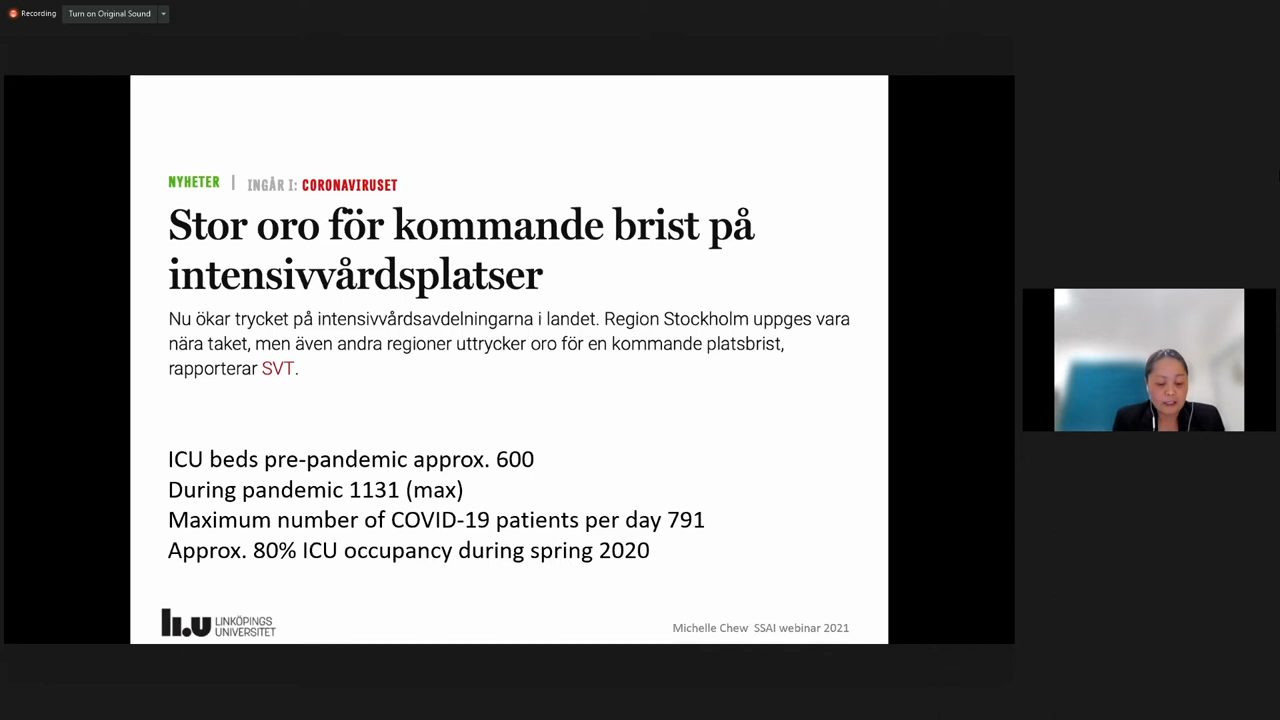 Recording
Turn on Original Sound
NYHETER | INGÅR I: CORONAVIRUSET
Stor oro för kommande brist på
intensivvårdsplatser
Nu ökar trycket på intensivvårdsavdelningarna i landet. Region Stockholm uppges vara
nära taket, men även andra regioner uttrycker oro för en kommande platsbrist,
rapporterar SVT.
ICU beds pre-pandemic approx. 600
During pandemic 1131 (max)
Maximum number of COVID-19 patients per day 791
Approx. 80% ICU occupancy during spring 2020
li.u LINKÖPINGS
UNIVERSITET
Michelle Chew SSAI webinar 2021